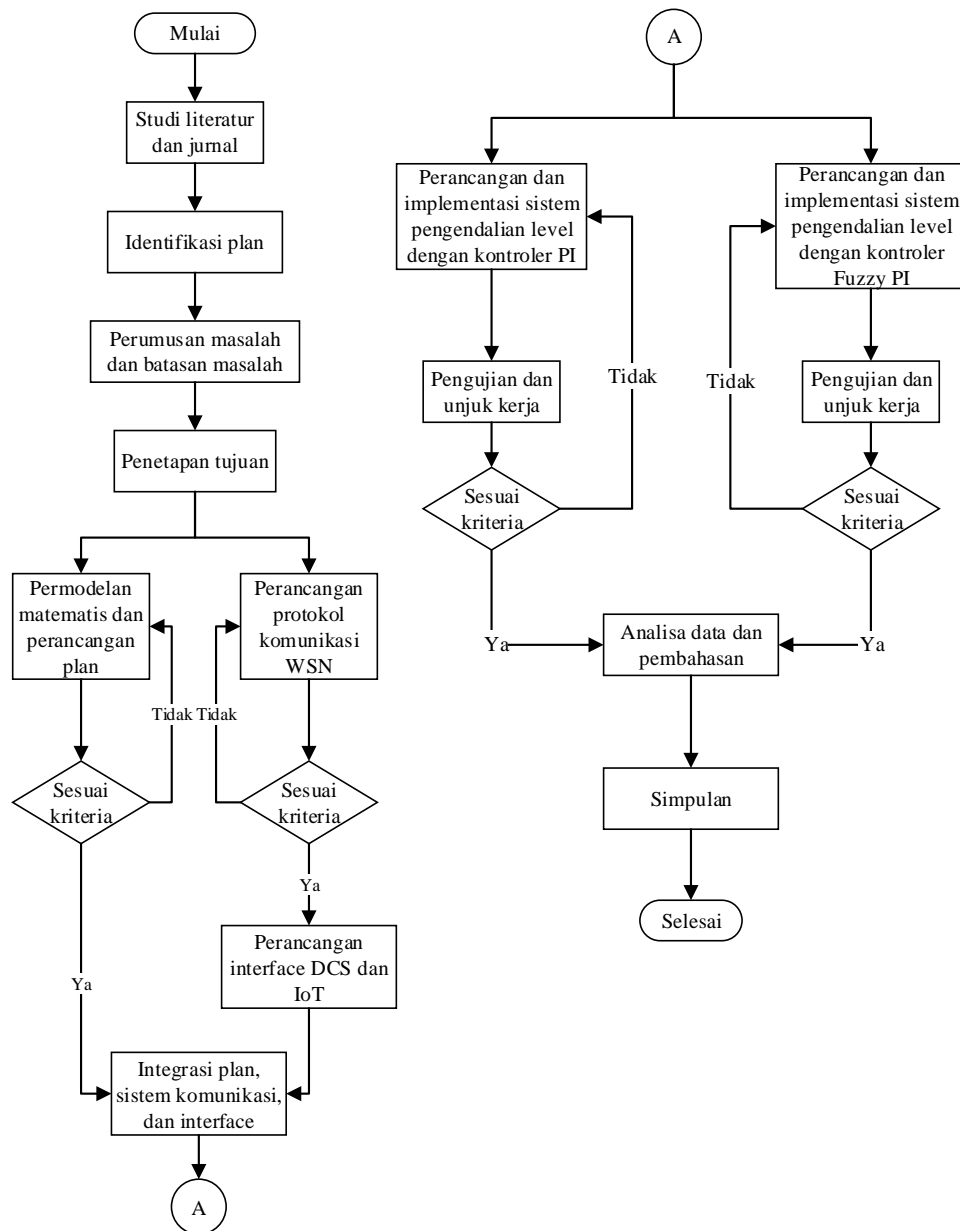 Mulai
Studi literatur
dan jurnal
Identifikasi plan
Perumusan masalah
dan batasan masalah
Penetapan tujuan
Permodelan
matematis dan
perancangan
plan
Perancangan
protokol
komunikasi
WSN
Tidak
Tidak
Sesuai
kriteria
Sesuai
kriteria
Ya
Perancangan
interface DCS dan
IoT
Ya
Integrasi plan,
sistem komunikasi,
dan interface
A
A
Perancangan dan
implementasi sistem
pengendalian level
dengan kontroler PI
Perancangan dan
implementasi sistem
pengendalian level
dengan kontroler
Fuzzy PI
Pengujian dan
unjuk kerja
Tidak
Tidak
Pengujian dan
unjuk kerja
Sesuai
kriteria
Sesuai
kriteria
Ya
Analisa data dan
pembahasan
Ya
Simpulan
Selesai